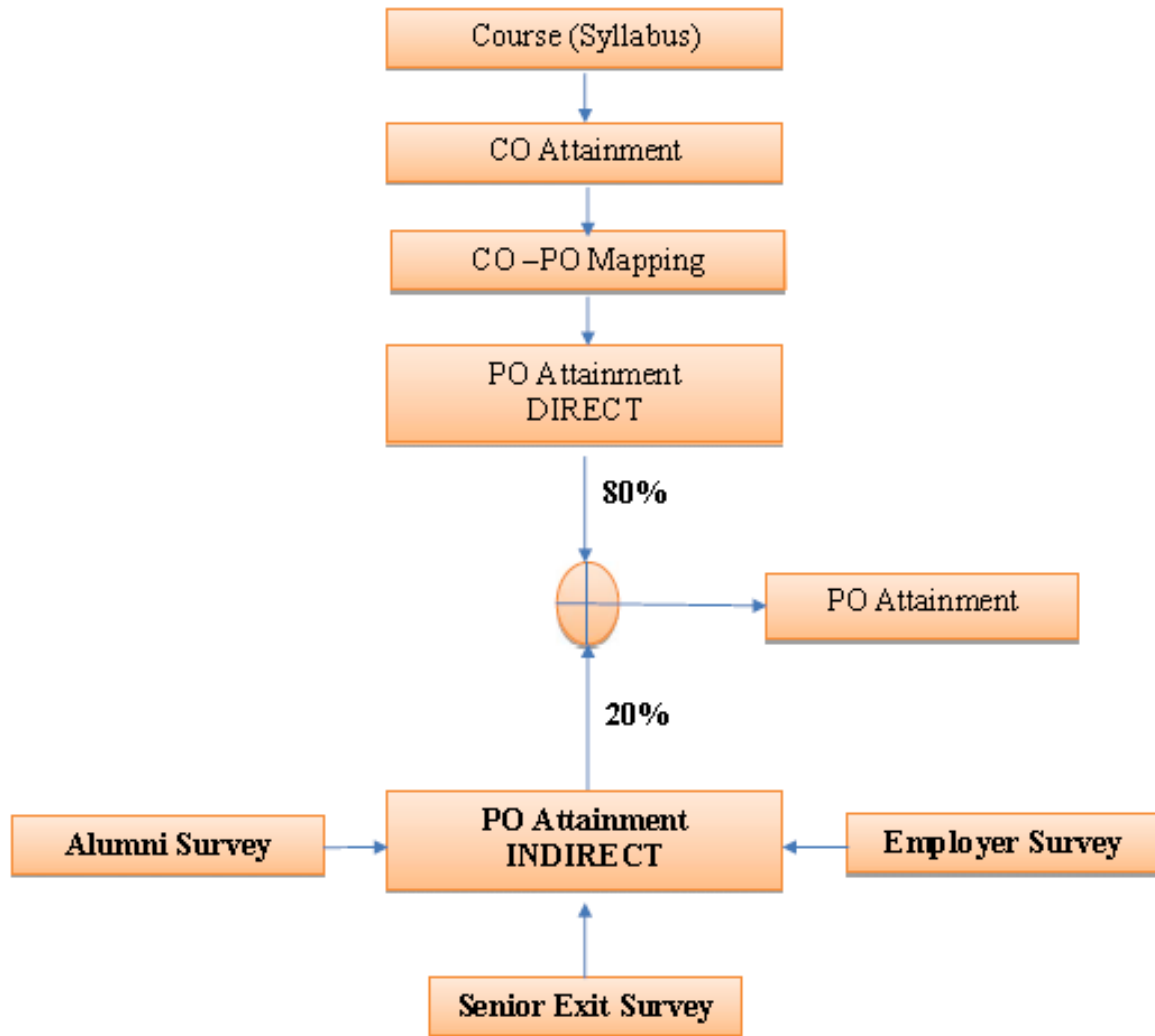 Course (Syllabus)
CO Attainment
CO –PO Mapping
PO Attainment
DIRECT
80%
PO Attainment
20%
PO Attainment
INDIRECT
Alumni Survey
Employer Survey
Senior Exit Survey